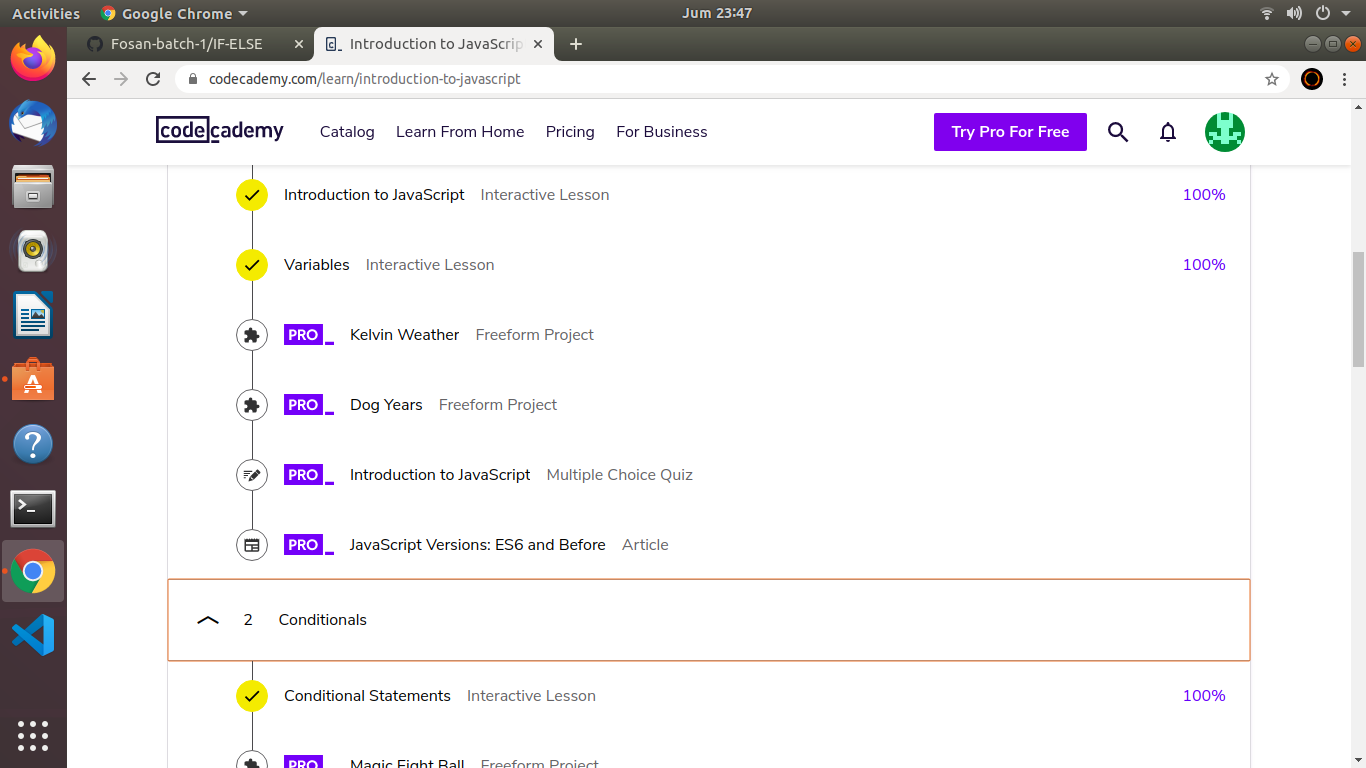 Activities Google Chrome Jum 23:47
Fosan-batch-1/IF-ELSE Introduction to JavaScrip
codecademy.com/learn/introduction-to-javascript
codecademy Catalog Learn From Home Pricing For Business Try Pro For Free
Introduction to JavaScript Interactive Lesson 100%
Variables Interactive Lesson 100%
PRO Kelvin Weather Freeform Project
PRO Dog Years Freeform Project
PRO Introduction to JavaScript Multiple Choice Quiz
PRO JavaScript Versions: ES6 and Before Article
2 Conditionals
Conditional Statements Interactive Lesson 100%
PRO Magic Eight Ball Freeform Project